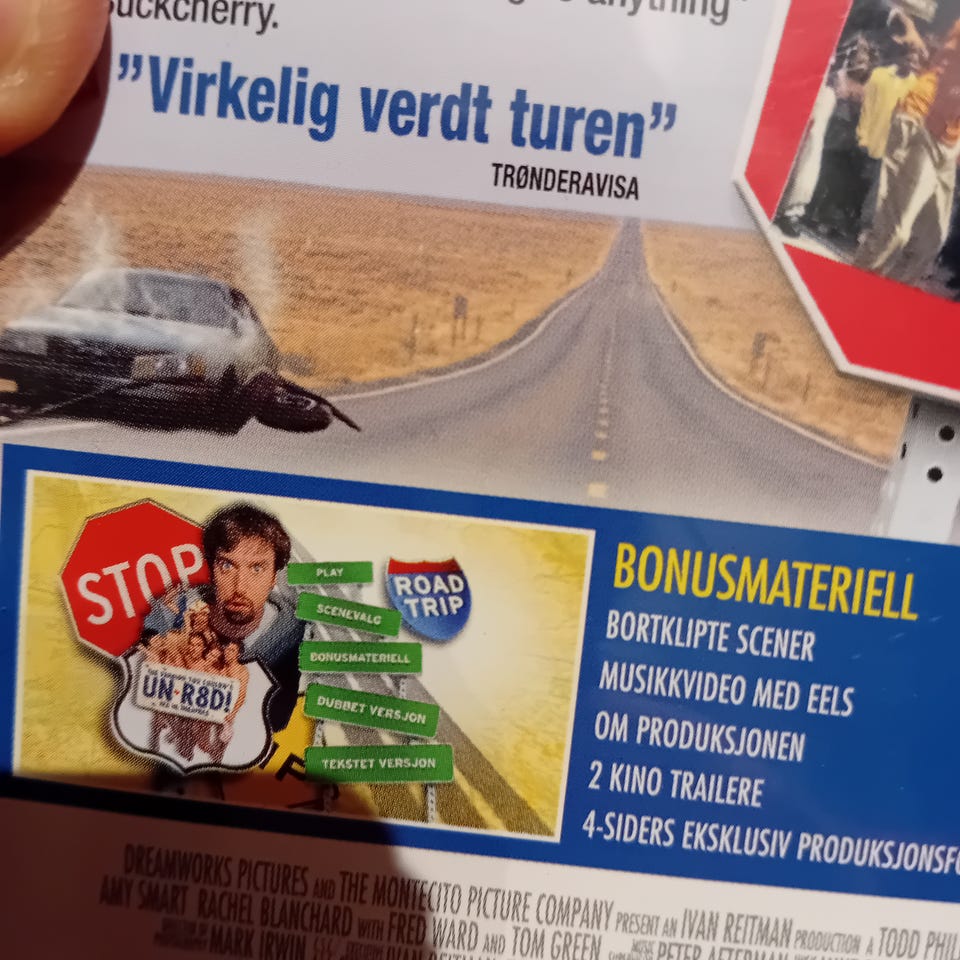 uckcherry.
anything"
"Virkelig verdt turen"
TRØNDERAVISA
STOP
PLAY
SCENEVALG
BONUSMATERIELL
DUBBET VERSJON
TEKSTET VERSJON
ROAD
TRIP
UN-R8D!
BONUSMATERIELL
BORTKLIPTE SCENER
MUSIKKVIDEO MED EELS
OM PRODUKSJONEN
2 KINO TRAILERE
4-SIDERS EKSKLUSIV PRODUKSJONSF
DREAMWORKS PICTURES AND THE MONTECITO PICTURE COMPANY PRESENT AN IVAN REITMAN PRODUCTION A TODD PHIL
AMY SMART RACHEL BLANCHARD WITH FRED WARD AND TOM GREEN
MARK IRWIN